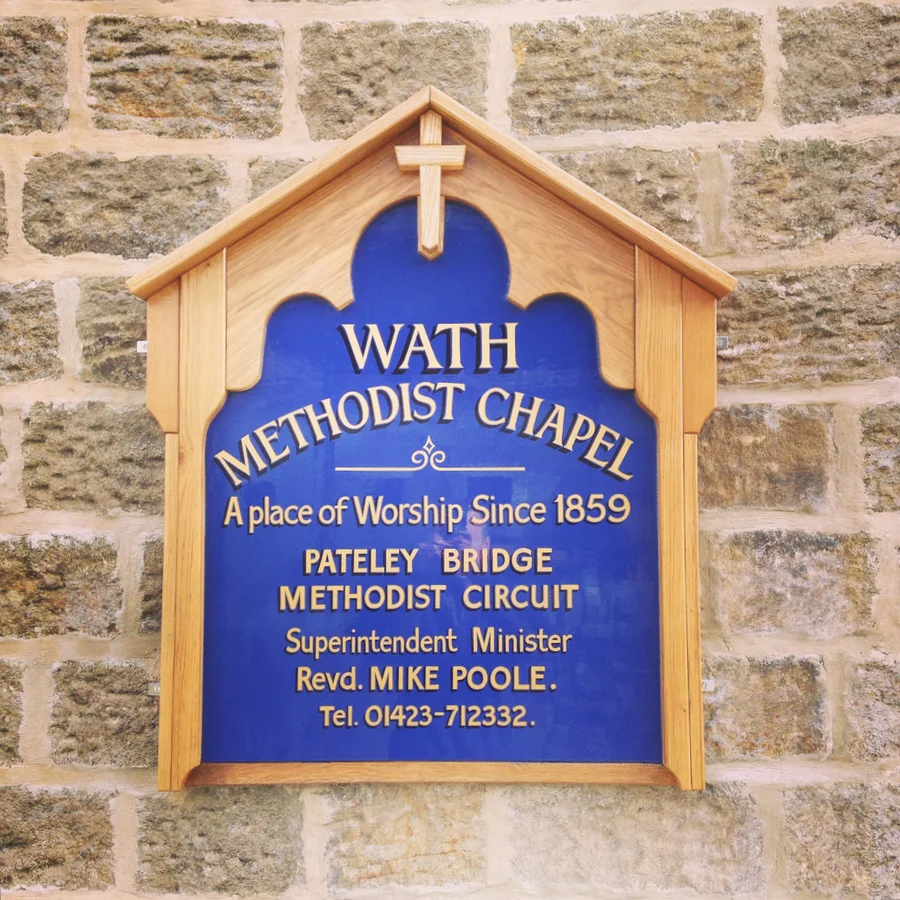 WATH
METHODIST CHAPEL
A place of Worship Since 1859
PATELEY BRIDGE
METHODIST CIRCUIT
Superintendent Minister
Revd. MIKE POOLE.
Tel. 01423-712332.